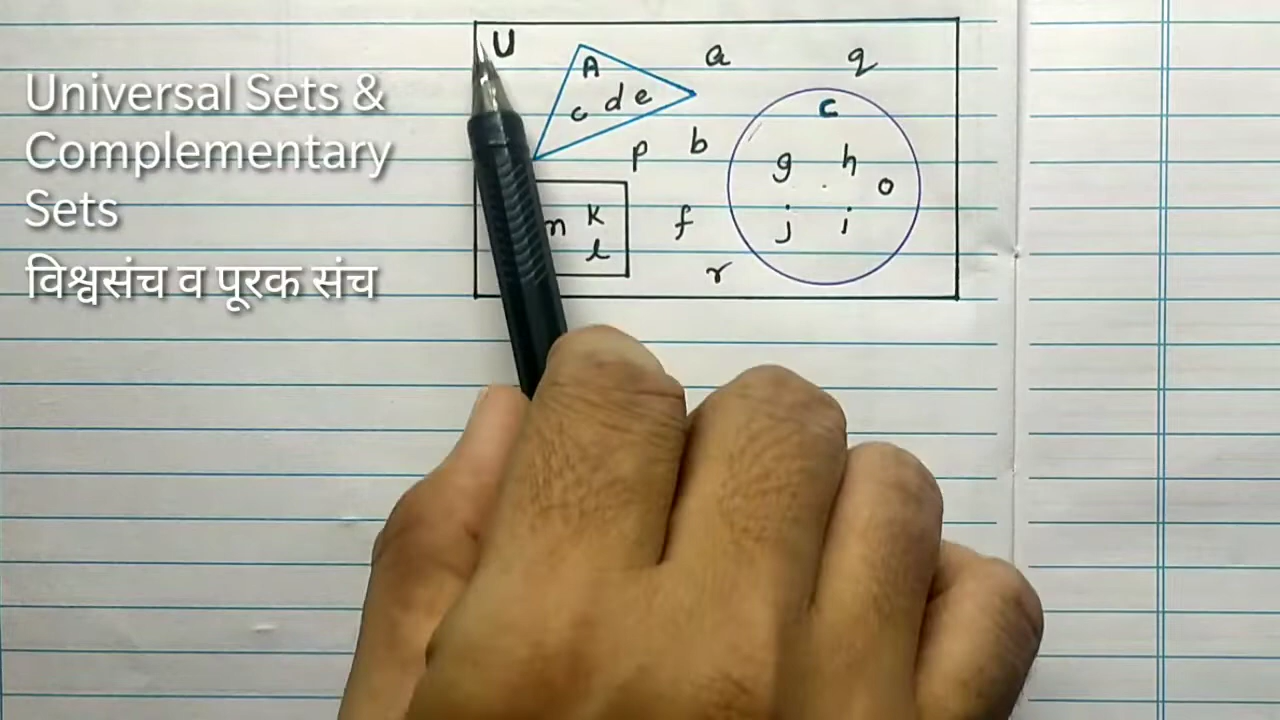 Universal Sets &
Complementary
Sets
विश्वसंच व पूरक संच
U
A
c d e
a
q
p
b
C
g h
o
j i
n k
l
f
r